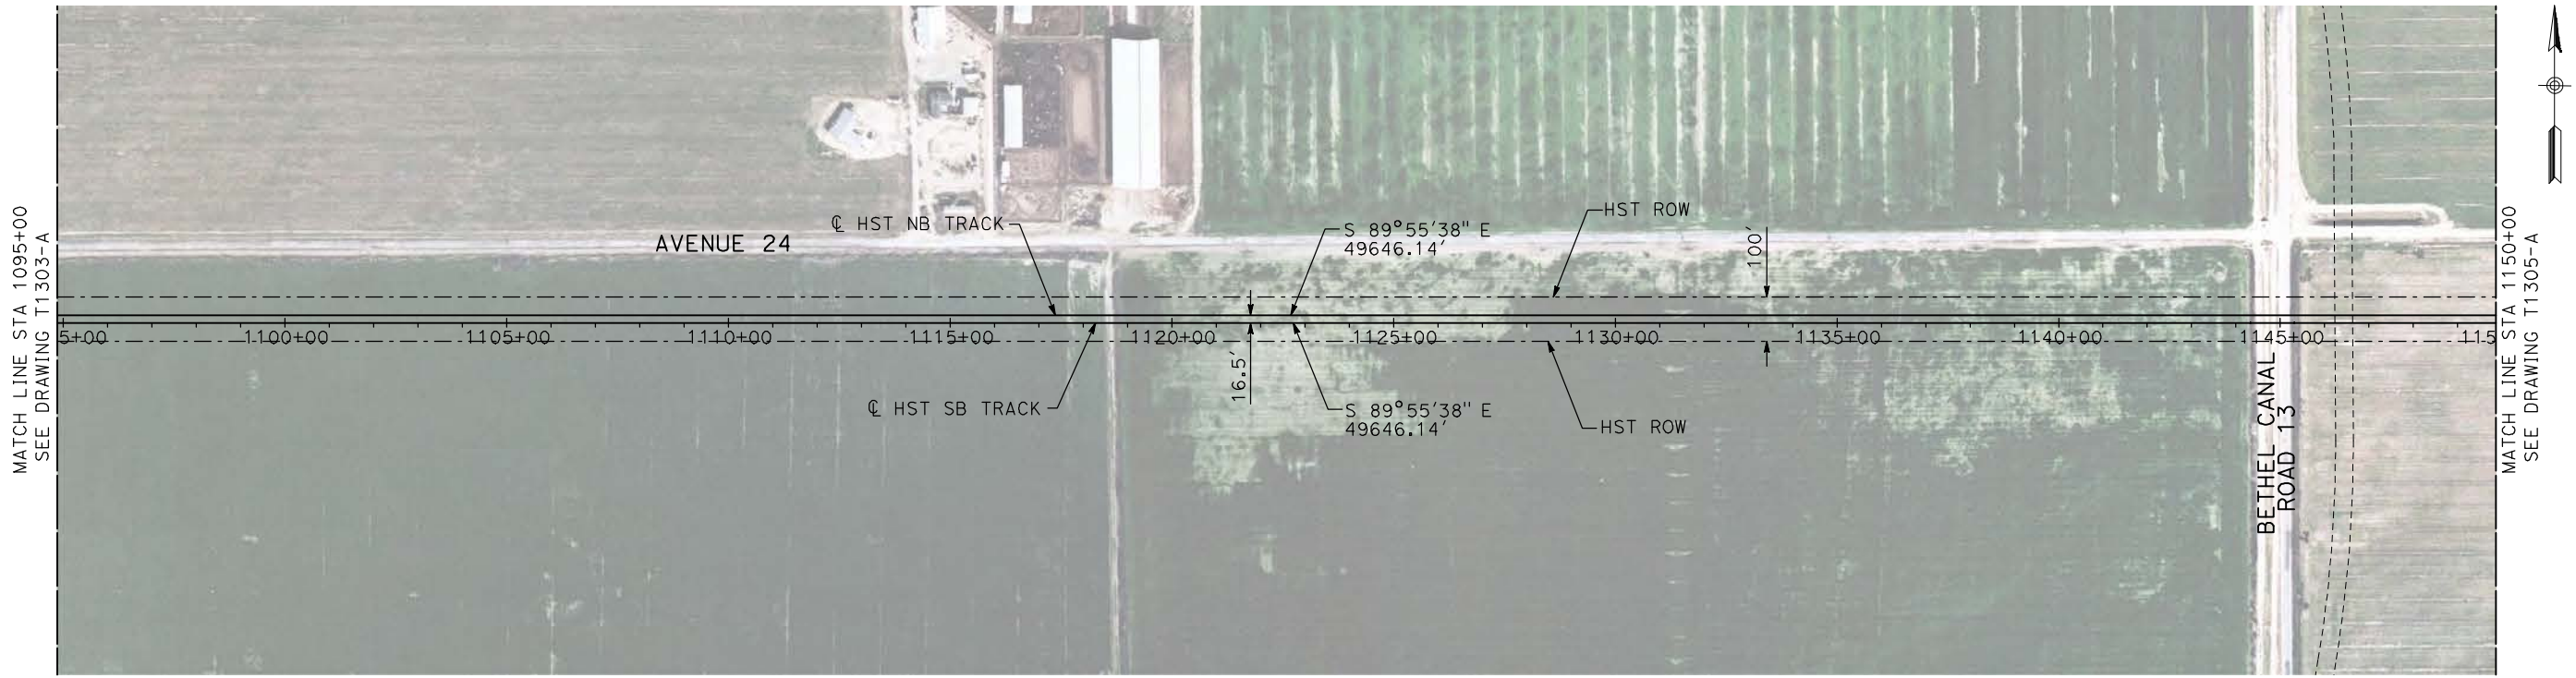 MATCH LINE STA 1095+00
SEE DRAWING T1303-A
AVENUE 24
℄ HST NB TRACK
S 89°55'38" E
49646.14'
HST ROW
100'
5+00 1100+00 1105+00 1110+00 1115+00 1120+00 1125+00 1130+00 1135+00 1140+00 1145+00 115
16.5'
℄ HST SB TRACK
S 89°55'38" E
49646.14'
HST ROW
BETHEL CANAL
ROAD 13
MATCH LINE STA 1150+00
SEE DRAWING T1305-A